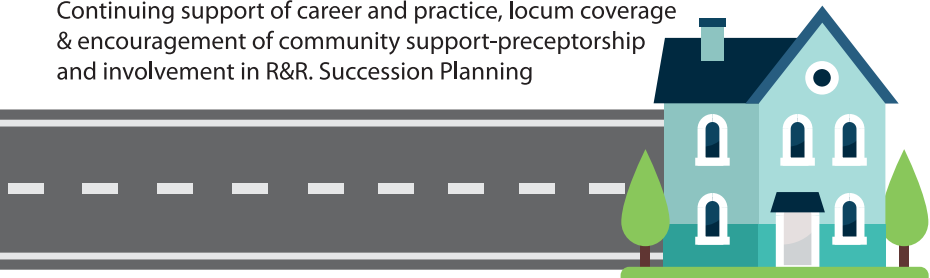 Continuing support of career and practice, locum coverage
& encouragement of community support-preceptorship
and involvement in R&R. Succession Planning